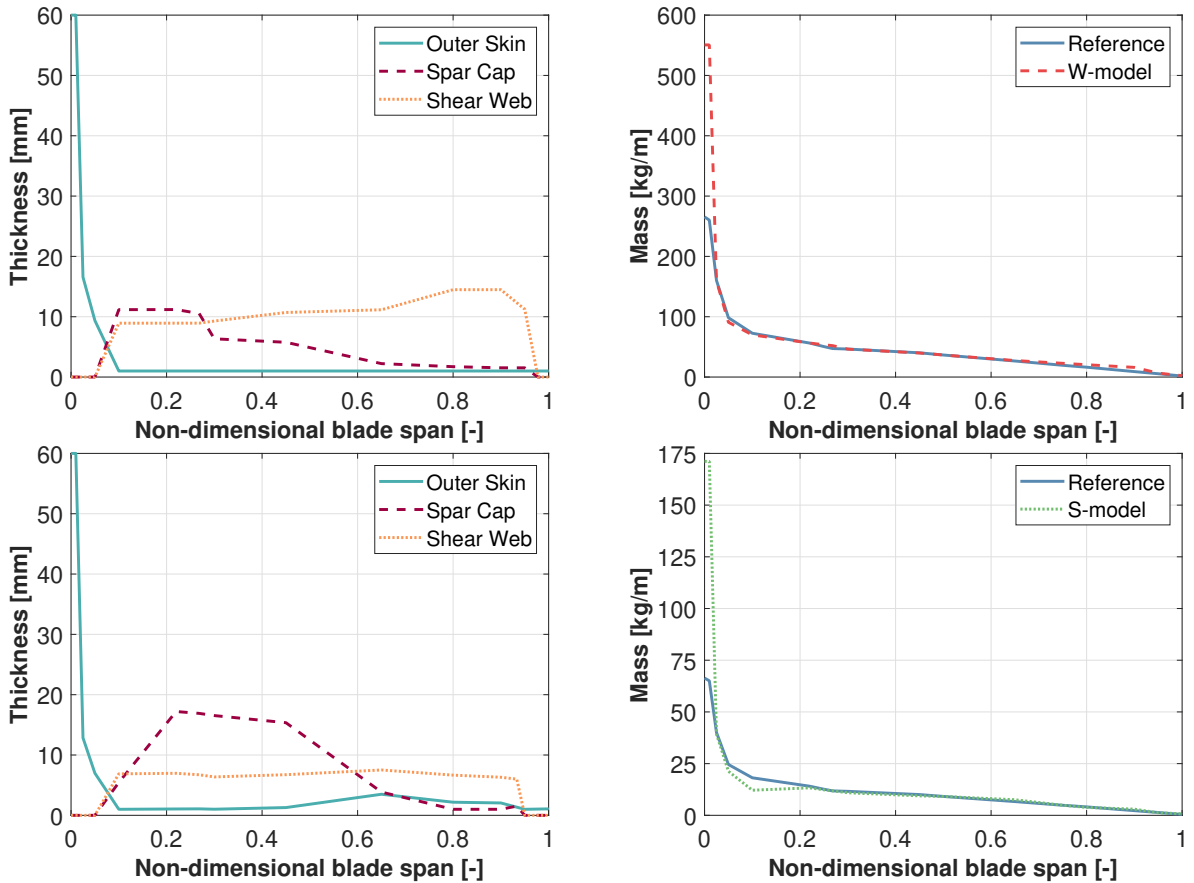 Thickness [mm]
60
50
40
30
20
10
0
Outer Skin
Spar Cap
Shear Web
0 0.2 0.4 0.6 0.8 1
Non-dimensional blade span [-]
Mass [kg/m]
600
500
400
300
200
100
0
Reference
W-model
0 0.2 0.4 0.6 0.8 1
Non-dimensional blade span [-]
Thickness [mm]
60
50
40
30
20
10
0
Outer Skin
Spar Cap
Shear Web
0 0.2 0.4 0.6 0.8 1
Non-dimensional blade span [-]
Mass [kg/m]
175
150
125
100
75
50
25
0
Reference
S-model
0 0.2 0.4 0.6 0.8 1
Non-dimensional blade span [-]